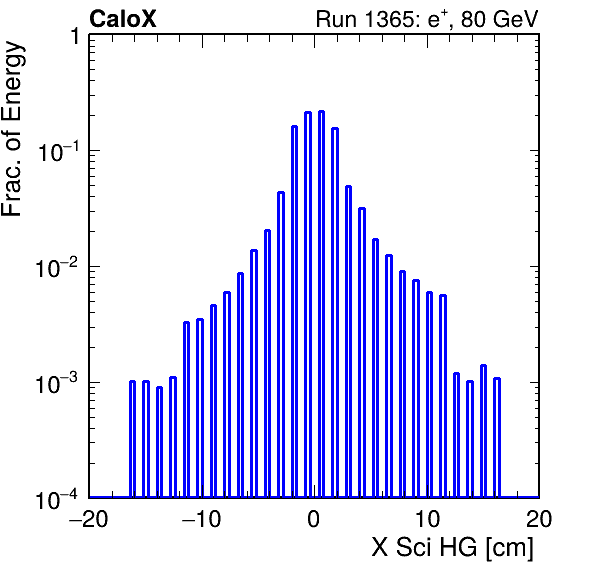 CaloX Run 1365: e⁺, 80 GeV
Frac. of Energy
1
10⁻¹
10⁻²
10⁻³
10⁻⁴
−20 −10 0 10 20
X Sci HG [cm]